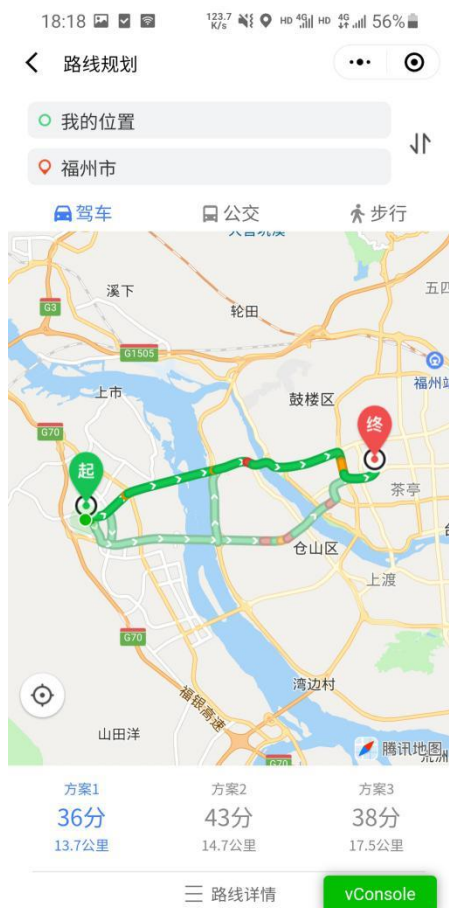 18:18 123.7 K/s HD 4G HD 4G 56%
路线规划
我的位置
福州市
驾车 公交 步行
溪下
五四
G3
轮田
G1505
福州站
上市
鼓楼区
G70
终
起
茶亭
仓山区
上渡
G70
湾边村
福银高速
山田洋
腾讯地图
G70
方案1 方案2 方案3
36分 43分 38分
13.7公里 14.7公里 17.5公里
路线详情 vConsole